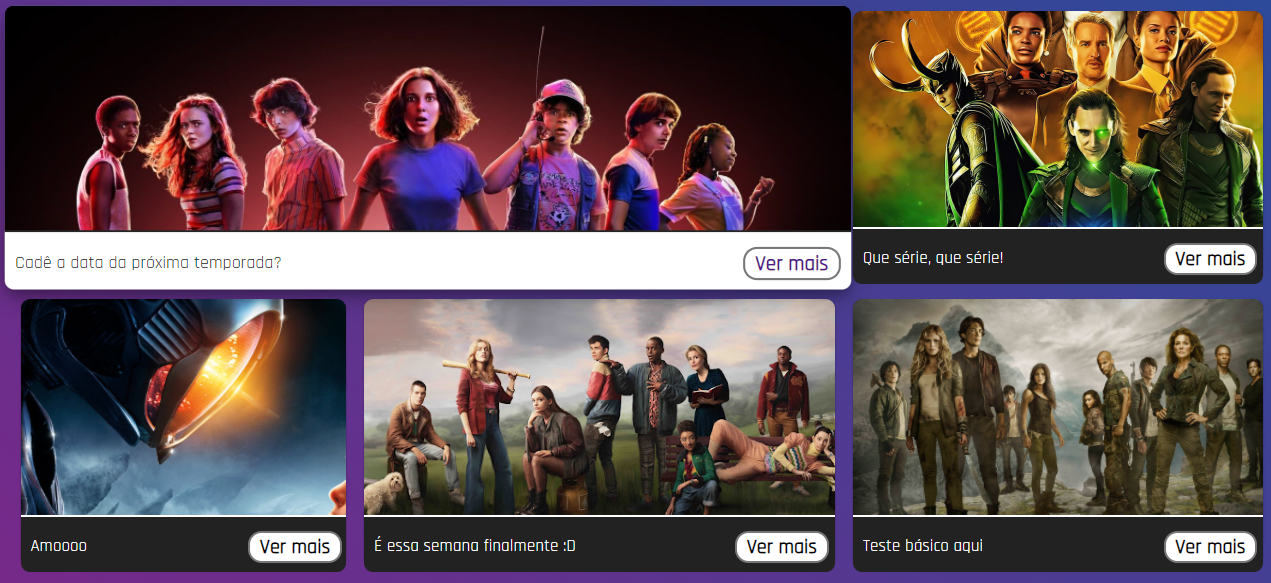 Cadê a data da próxima temporada?
Ver mais
Que série, que série!
Ver mais
Amoooo
Ver mais
É essa semana finalmente :D
Ver mais
Teste básico aqui
Ver mais